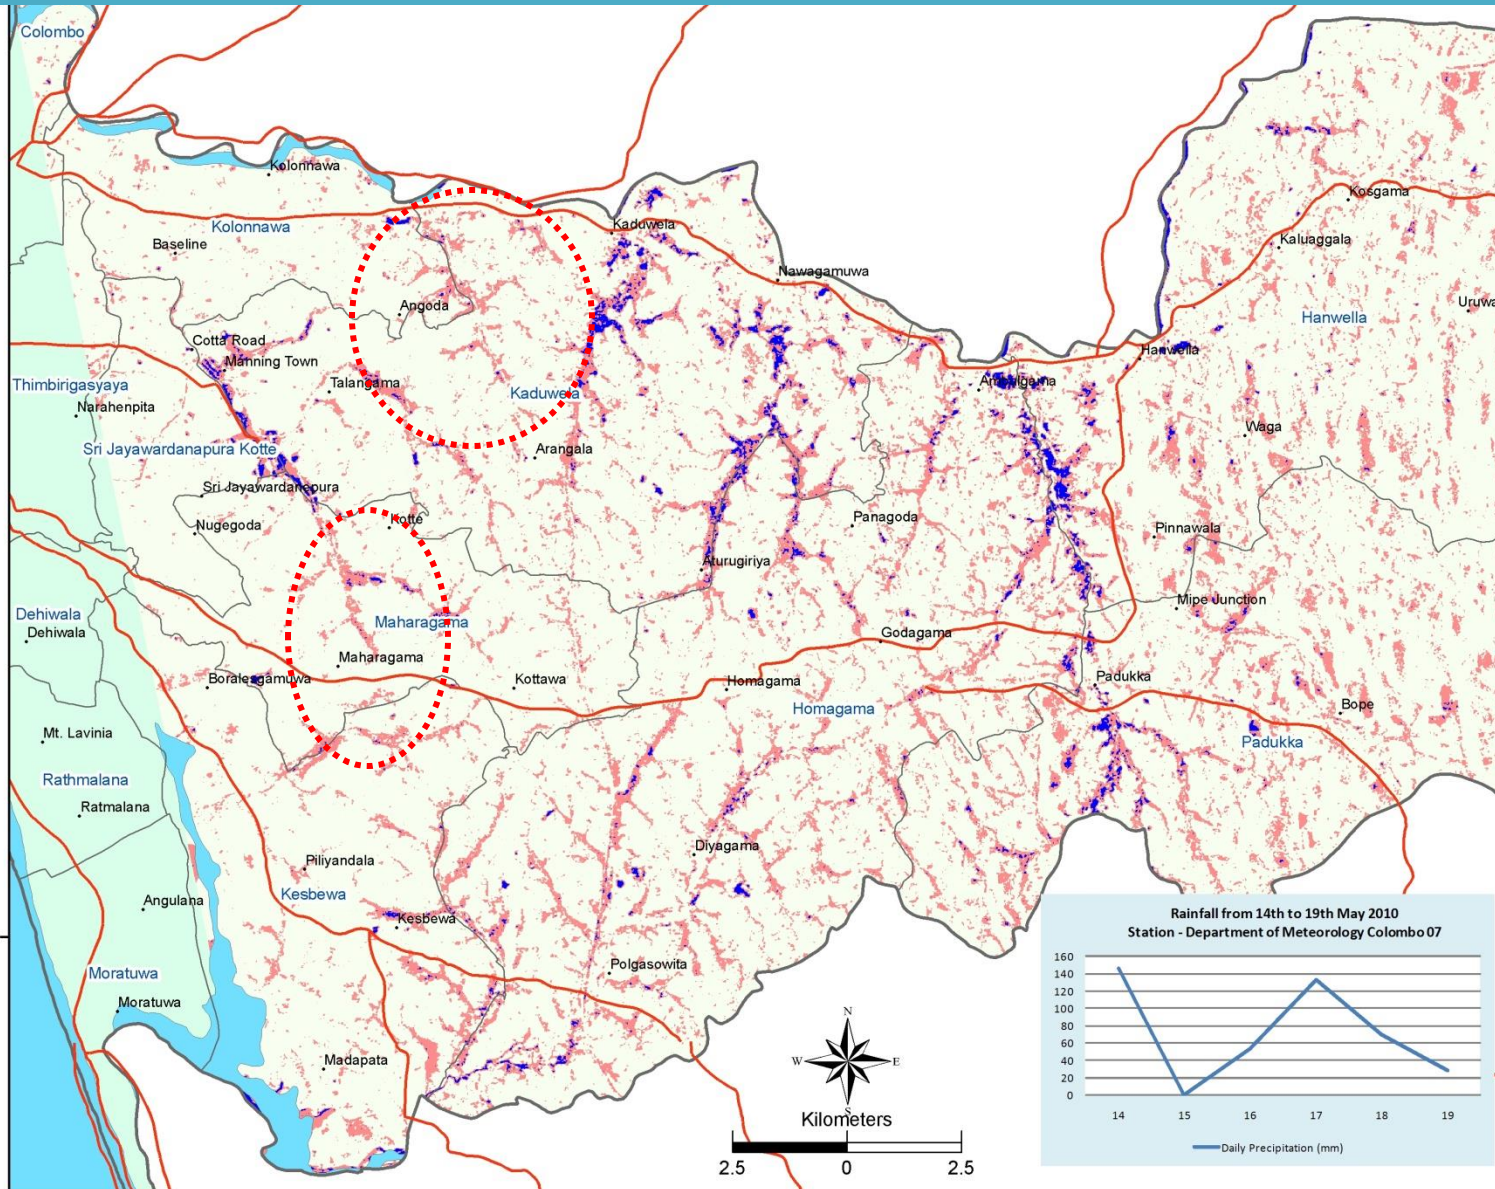 Colombo
Kolonnawa
Kolonnawa
Baseline
Kaduwela
Nawagamuwa
Kosgama
Kaluaggala
Uruwa
Hanwella
Angoda
Cotta Road
Manning Town
Hanwella
Thimbirigasyaya
Talangama
Kaduwela
Narahenpita
Waga
Sri Jayawardanapura Kotte
Arangala
Sri Jayawardanapura
Nugegoda
Kotte
Panagoda
Pinnawala
Aturugiriya
Mipe Junction
Dehiwala
Dehiwala
Maharagama
Godagama
Maharagama
Boralesgamuwa
Kottawa
Homagama
Padukka
Homagama
Bope
Mt. Lavinia
Padukka
Rathmalana
Ratmalana
Diyagama
Piliyandala
Kesbewa
Angulana
Kesbewa
Polgasowita
Moratuwa
Moratuwa
Madapata
N
W E
S
Kilometers
2.5 0 2.5
Rainfall from 14th to 19th May 2010
Station - Department of Meteorology Colombo 07
160
140
120
100
80
60
40
20
0
14 15 16 17 18 19
Daily Precipitation (mm)